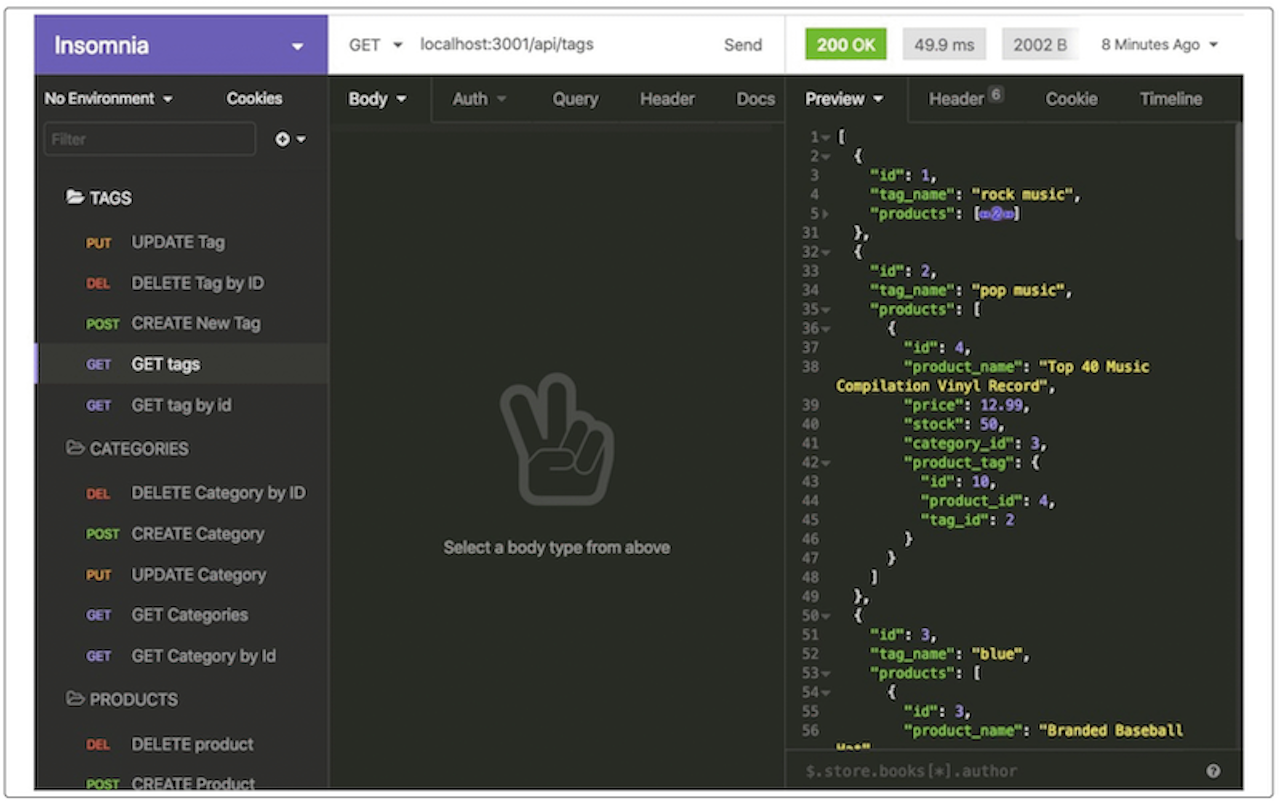 Insomnia
GET localhost:3001/api/tags Send
200 OK 49.9 ms 2002 B 8 Minutes Ago
No Environment Cookies
Filter
TAGS
PUT UPDATE Tag
DEL DELETE Tag by ID
POST CREATE New Tag
GET GET tags
GET GET tag by id
CATEGORIES
DEL DELETE Category by ID
POST CREATE Category
PUT UPDATE Category
GET GET Categories
GET GET Category by Id
PRODUCTS
DEL DELETE product
POST CREATE Product
Body Auth Query Header Docs
Select a body type from above
Preview Header 6 Cookie Timeline
1 [
2 {
3 "id": 1,
4 "tag_name": "rock music",
5 "products": [↔2↔]
31 },
32 {
33 "id": 2,
34 "tag_name": "pop music",
35 "products": [
36 {
37 "id": 4,
38 "product_name": "Top 40 Music
Compilation Vinyl Record",
39 "price": 12.99,
40 "stock": 50,
41 "category_id": 3,
42 "product_tag": {
43 "id": 10,
44 "product_id": 4,
45 "tag_id": 2
46 }
47 }
48 ]
49 },
50 {
51 "id": 3,
52 "tag_name": "blue",
53 "products": [
54 {
55 "id": 3,
56 "product_name": "Branded Baseball
Hat"
$.store.books[*].author